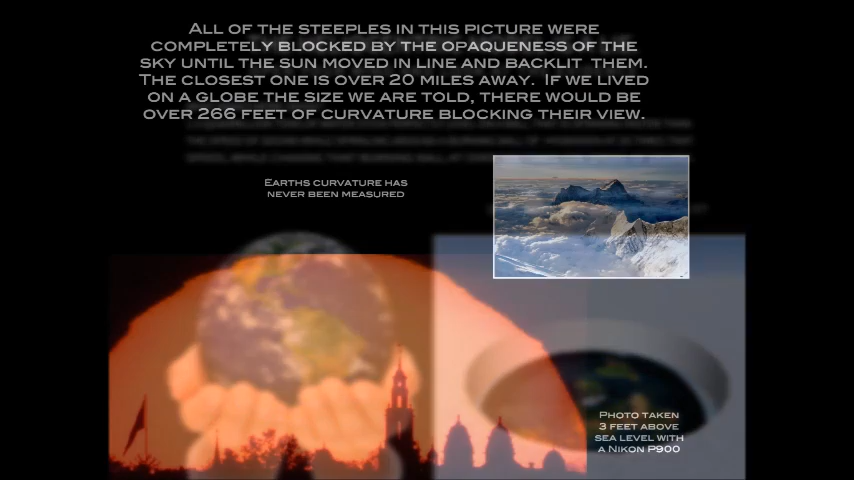 All of the steeples in this picture were
completely blocked by the opaqueness of the
sky until the sun moved in line and backlit them.
The closest one is over 20 miles away. If we lived
on a globe the size we are told, there would be
over 266 feet of curvature blocking their view.
Earths curvature has
never been measured
Photo taken
3 feet above
sea level with
a Nikon P900